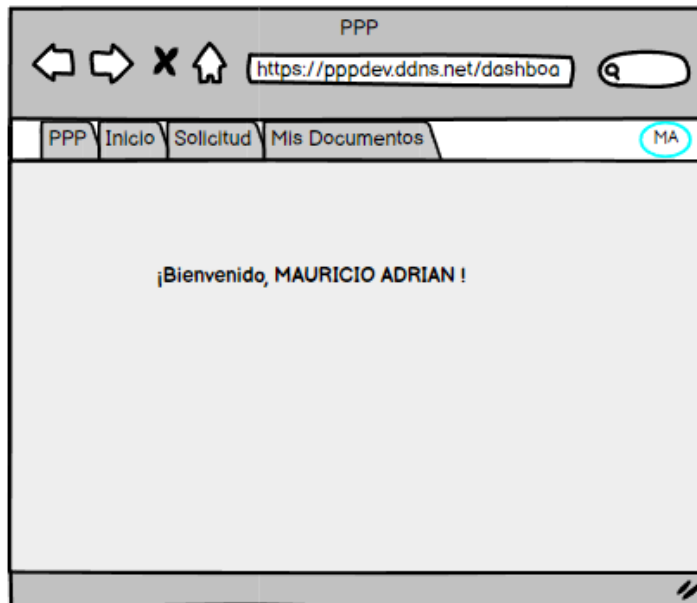 PPP
https://pppdev.ddns.net/dashboa
PPP Inicio Solicitud Mis Documentos MA
¡Bienvenido, MAURICIO ADRIAN !